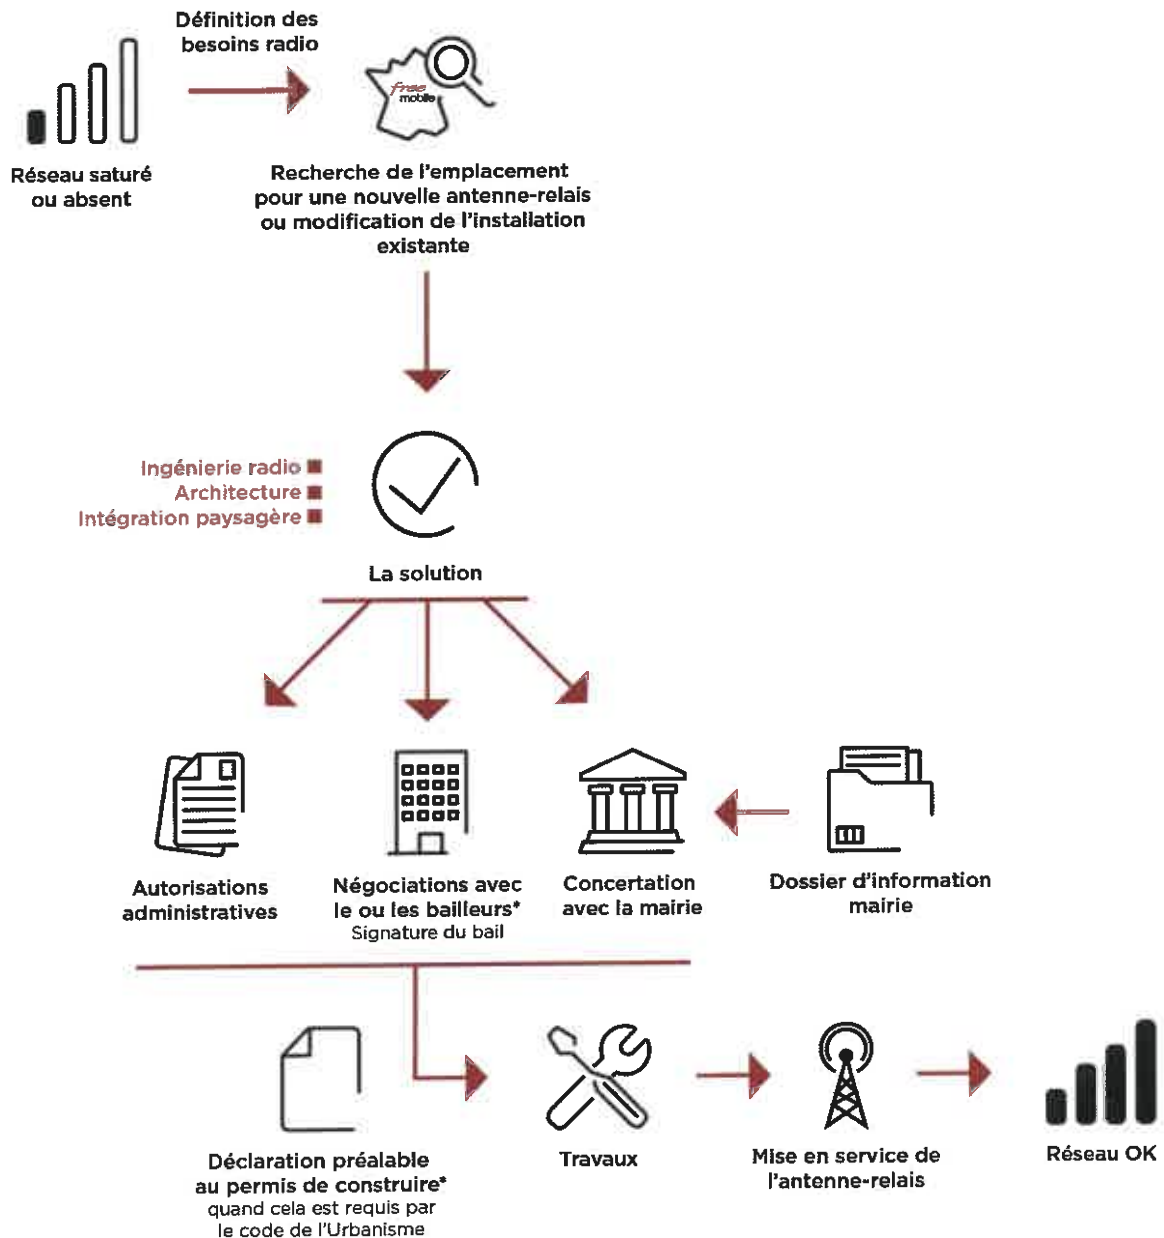 Définition des
besoins radio
free
mobile
Réseau saturé
ou absent
Recherche de l'emplacement
pour une nouvelle antenne-relais
ou modification de l'installation
existante
Ingénierie radio
Architecture
Intégration paysagère
La solution
Autorisations
administratives
Négociations avec
le ou les bailleurs*
Signature du bail
Concertation
avec la mairie
Dossier d'information
mairie
Déclaration préalable
au permis de construire*
quand cela est requis par
le code de l'Urbanisme
Travaux
Mise en service de
l'antenne-relais
Réseau OK